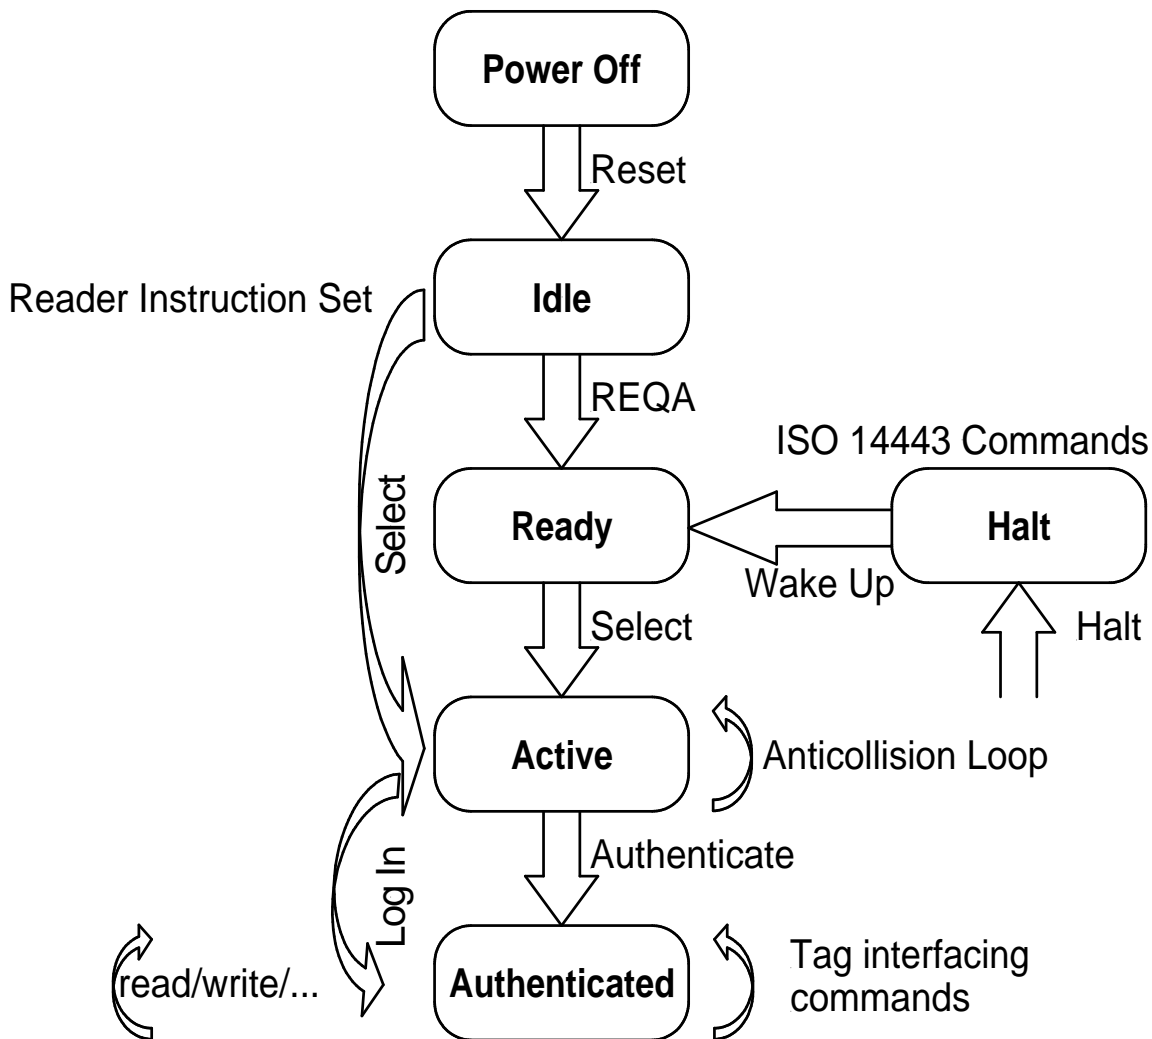 Power Off
Reset
Reader Instruction Set
Idle
REQA
ISO 14443 Commands
Select
Ready
Halt
Wake Up
Select
Halt
Active
Anticollision Loop
Log In
Authenticate
read/write/...
Authenticated
Tag interfacing
commands